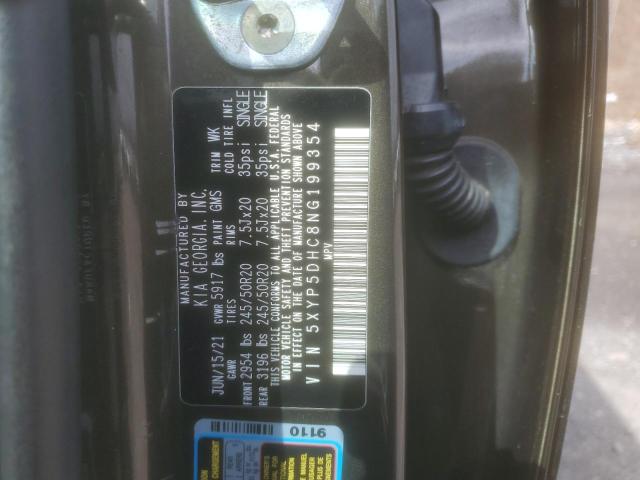 MANUFACTURED BY
KIA GEORGIA, INC.
JUN/15/21 GVWR 5917 lbs PAINT GMS TRIM WK
GAWR TIRES RIMS COLD TIRE INFL
FRONT 2954 lbs 245/50R20 7.5Jx20 35psi SINGLE
REAR 3196 lbs 245/50R20 7.5Jx20 35psi SINGLE
THIS VEHICLE CONFORMS TO ALL APPLICABLE U.S.A. FEDERAL
MOTOR VEHICLE SAFETY AND THEFT PREVENTION STANDARDS
IN EFFECT ON THE DATE OF MANUFACTURE SHOWN ABOVE
VIN 5XYP5DHC8NG199354
MPV
9110
CHARGEMENT